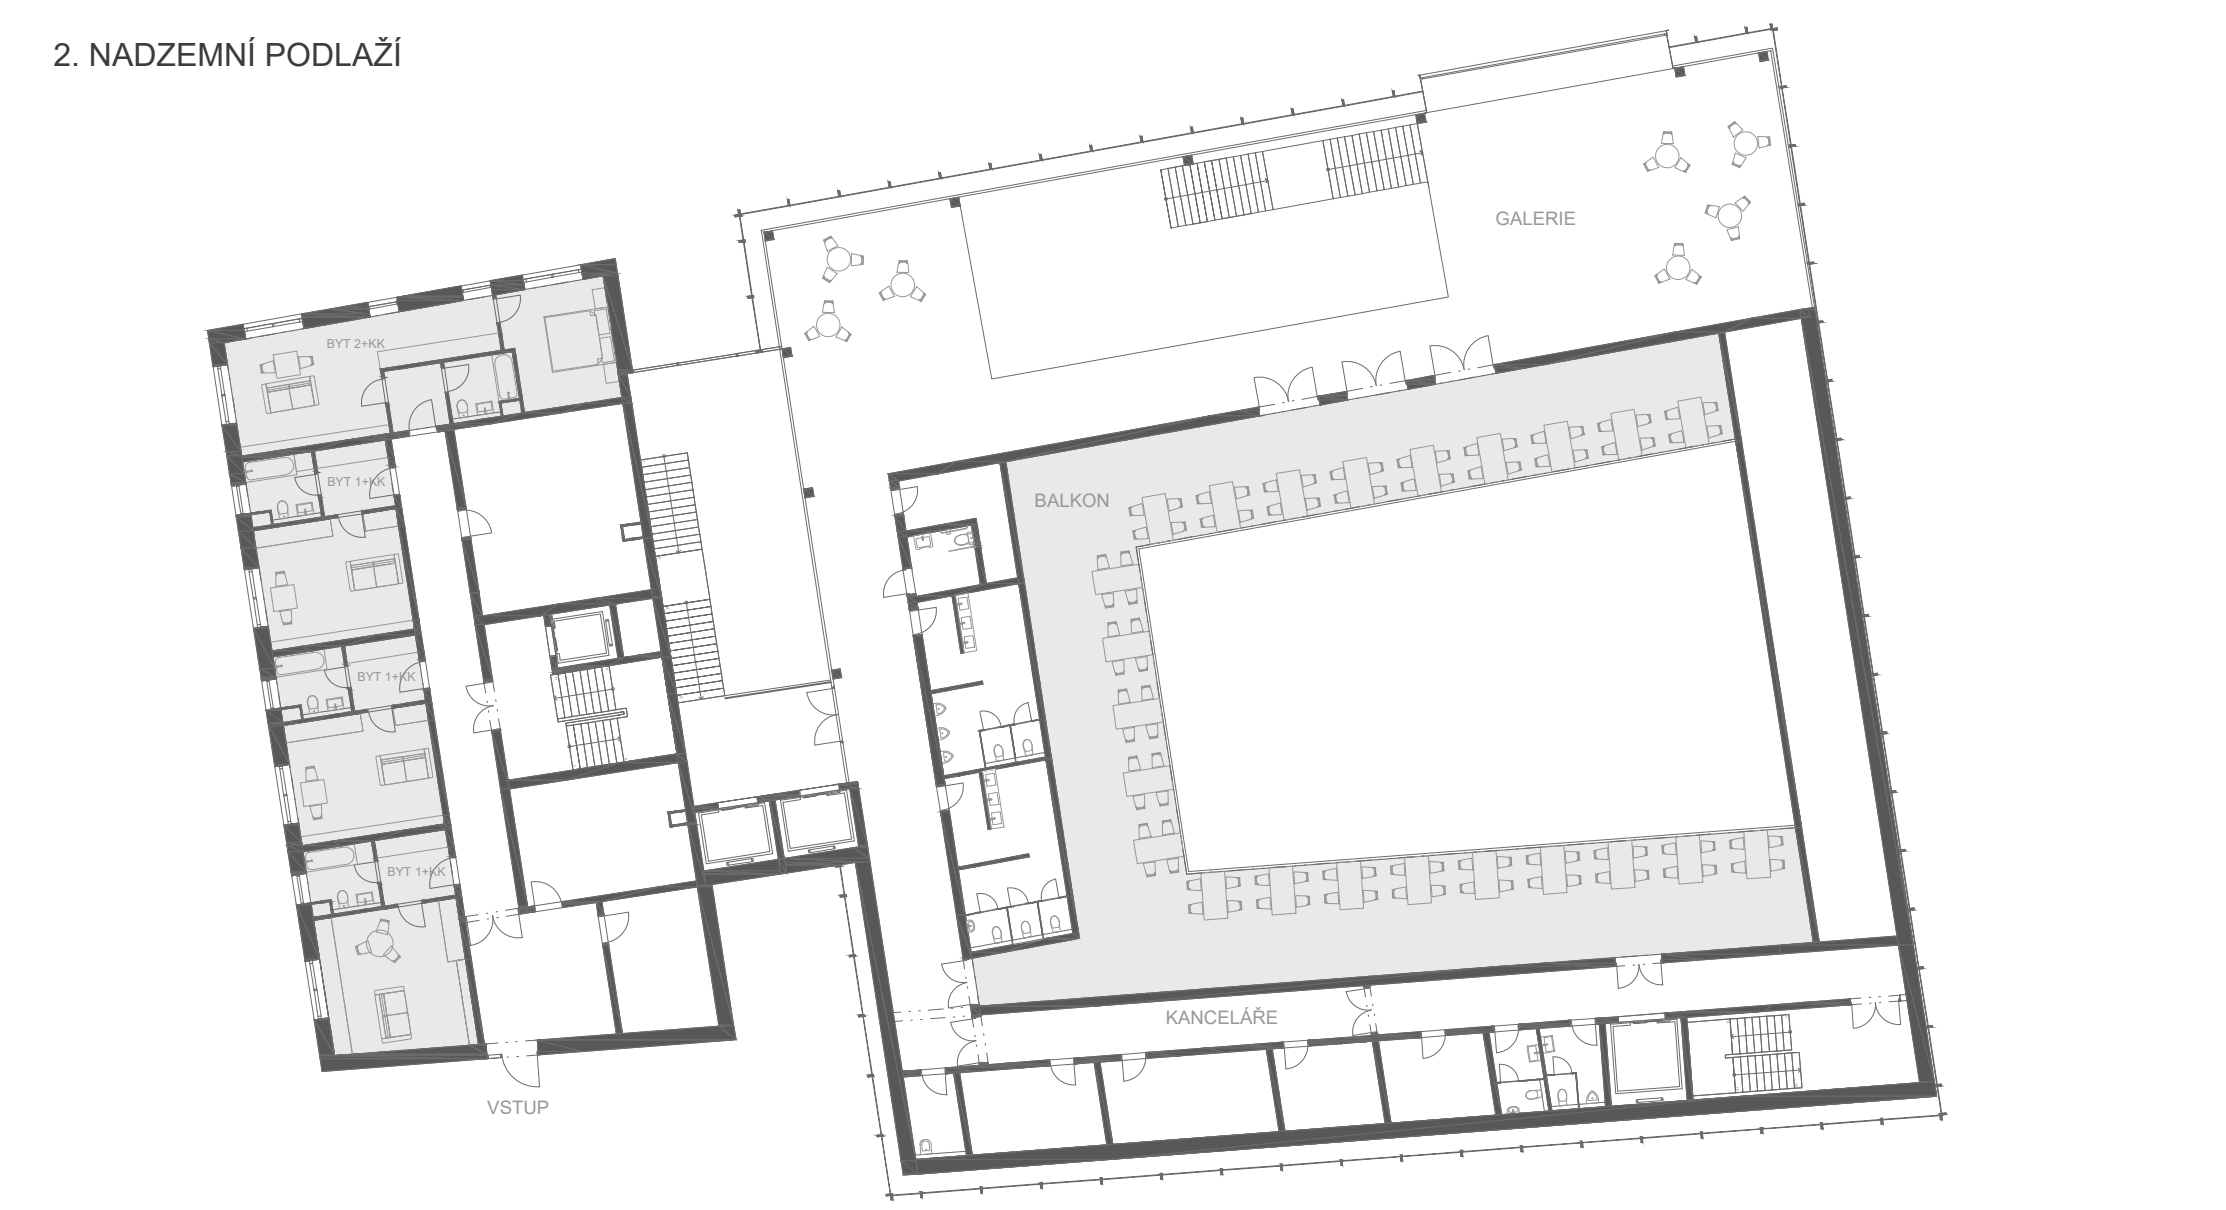 2. NADZEMNÍ PODLAŽÍ
GALERIE
BYT 2+KK
BYT 1+KK
BALKON
BYT 1+KK
BYT 1+KK
KANCELÁŘE
VSTUP